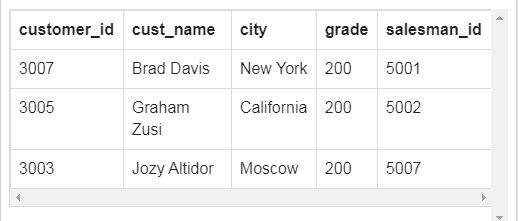 customer_id cust_name city grade salesman_id
3007 Brad Davis New York 200 5001
3005 Graham Zusi California 200 5002
3003 Jozy Altidor Moscow 200 5007